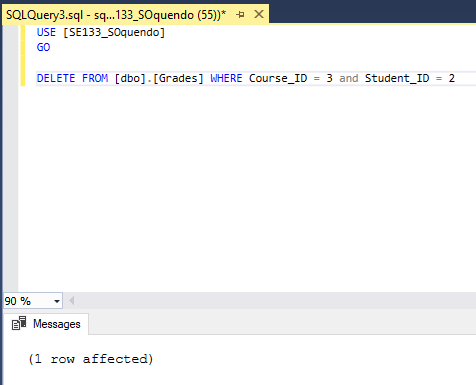 SQLQuery3.sql - sq...133_SOquendo (55))*
USE [SE133_SOquendo]
GO
DELETE FROM [dbo].[Grades] WHERE Course_ID = 3 and Student_ID = 2
90 %
Messages
(1 row affected)